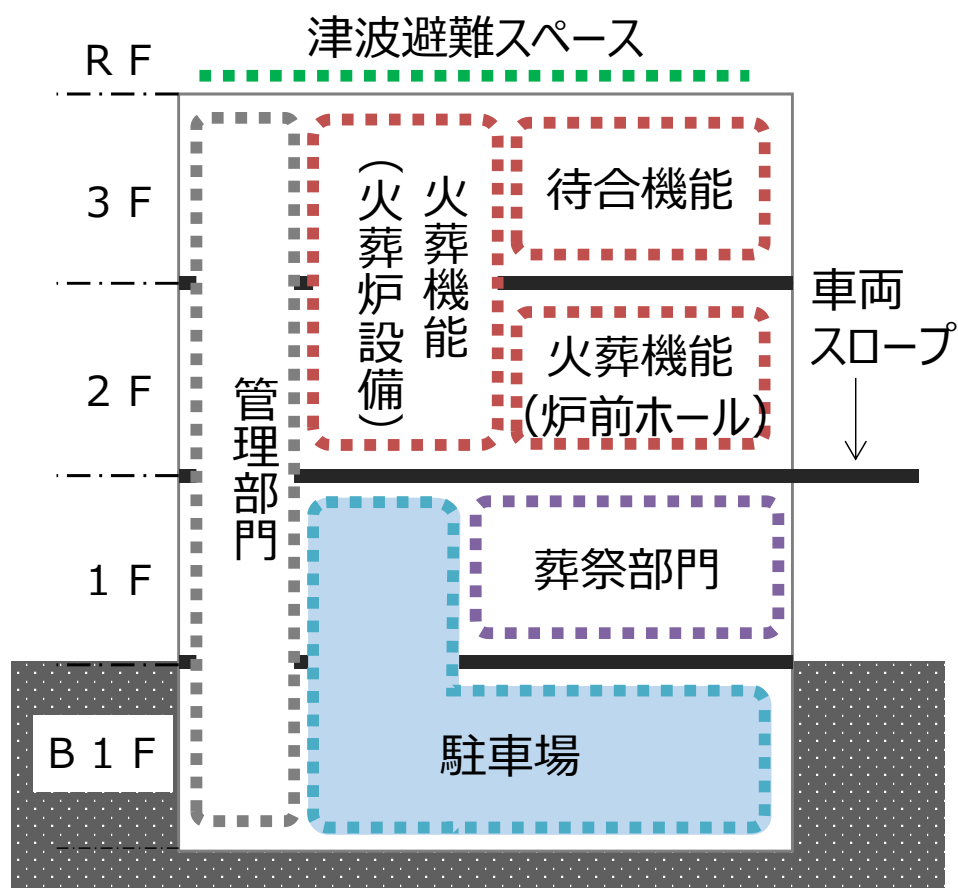 津波避難スペース
RF
3F
2F
1F
B1F
管理部門
火葬機能
（火葬炉設備）
待合機能
火葬機能
（炉前ホール）
車両
スロープ
葬祭部門
駐車場